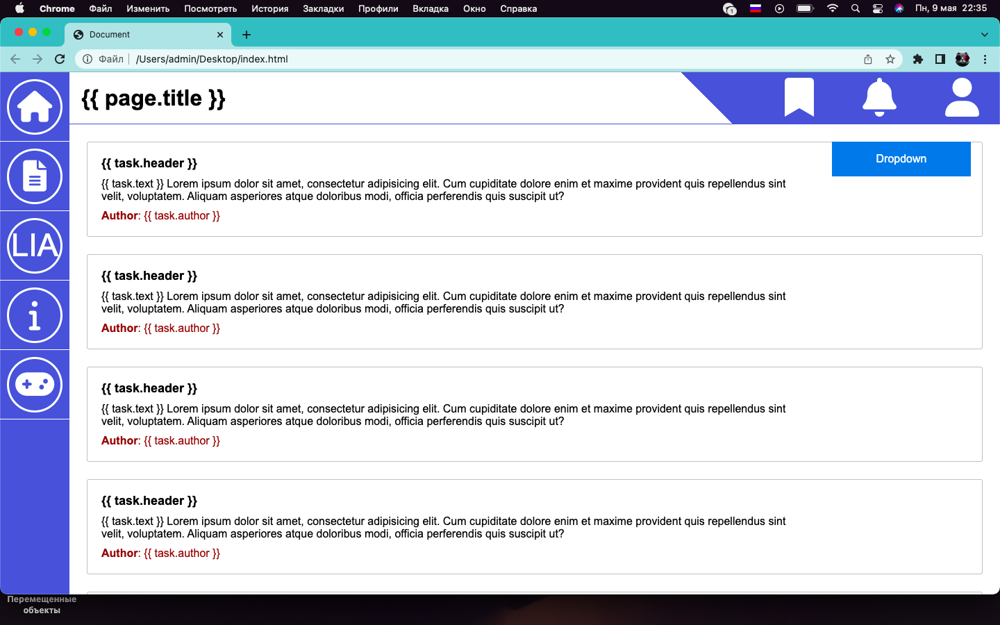 Chrome Файл Изменить Посмотреть История Закладки Профили Вкладка Окно Справка 1 Пн, 9 мая 22:35
Document
Файл /Users/admin/Desktop/index.html
{{ page.title }}
Dropdown
{{ task.header }}
{{ task.text }} Lorem ipsum dolor sit amet, consectetur adipisicing elit. Cum cupiditate dolore enim et maxime provident quis repellendus sint
velit, voluptatem. Aliquam asperiores atque doloribus modi, officia perferendis quis suscipit ut?
Author: {{ task.author }}
LIA
{{ task.header }}
{{ task.text }} Lorem ipsum dolor sit amet, consectetur adipisicing elit. Cum cupiditate dolore enim et maxime provident quis repellendus sint
velit, voluptatem. Aliquam asperiores atque doloribus modi, officia perferendis quis suscipit ut?
Author: {{ task.author }}
{{ task.header }}
{{ task.text }} Lorem ipsum dolor sit amet, consectetur adipisicing elit. Cum cupiditate dolore enim et maxime provident quis repellendus sint
velit, voluptatem. Aliquam asperiores atque doloribus modi, officia perferendis quis suscipit ut?
Author: {{ task.author }}
{{ task.header }}
{{ task.text }} Lorem ipsum dolor sit amet, consectetur adipisicing elit. Cum cupiditate dolore enim et maxime provident quis repellendus sint
velit, voluptatem. Aliquam asperiores atque doloribus modi, officia perferendis quis suscipit ut?
Author: {{ task.author }}
Перемещенные
объекты